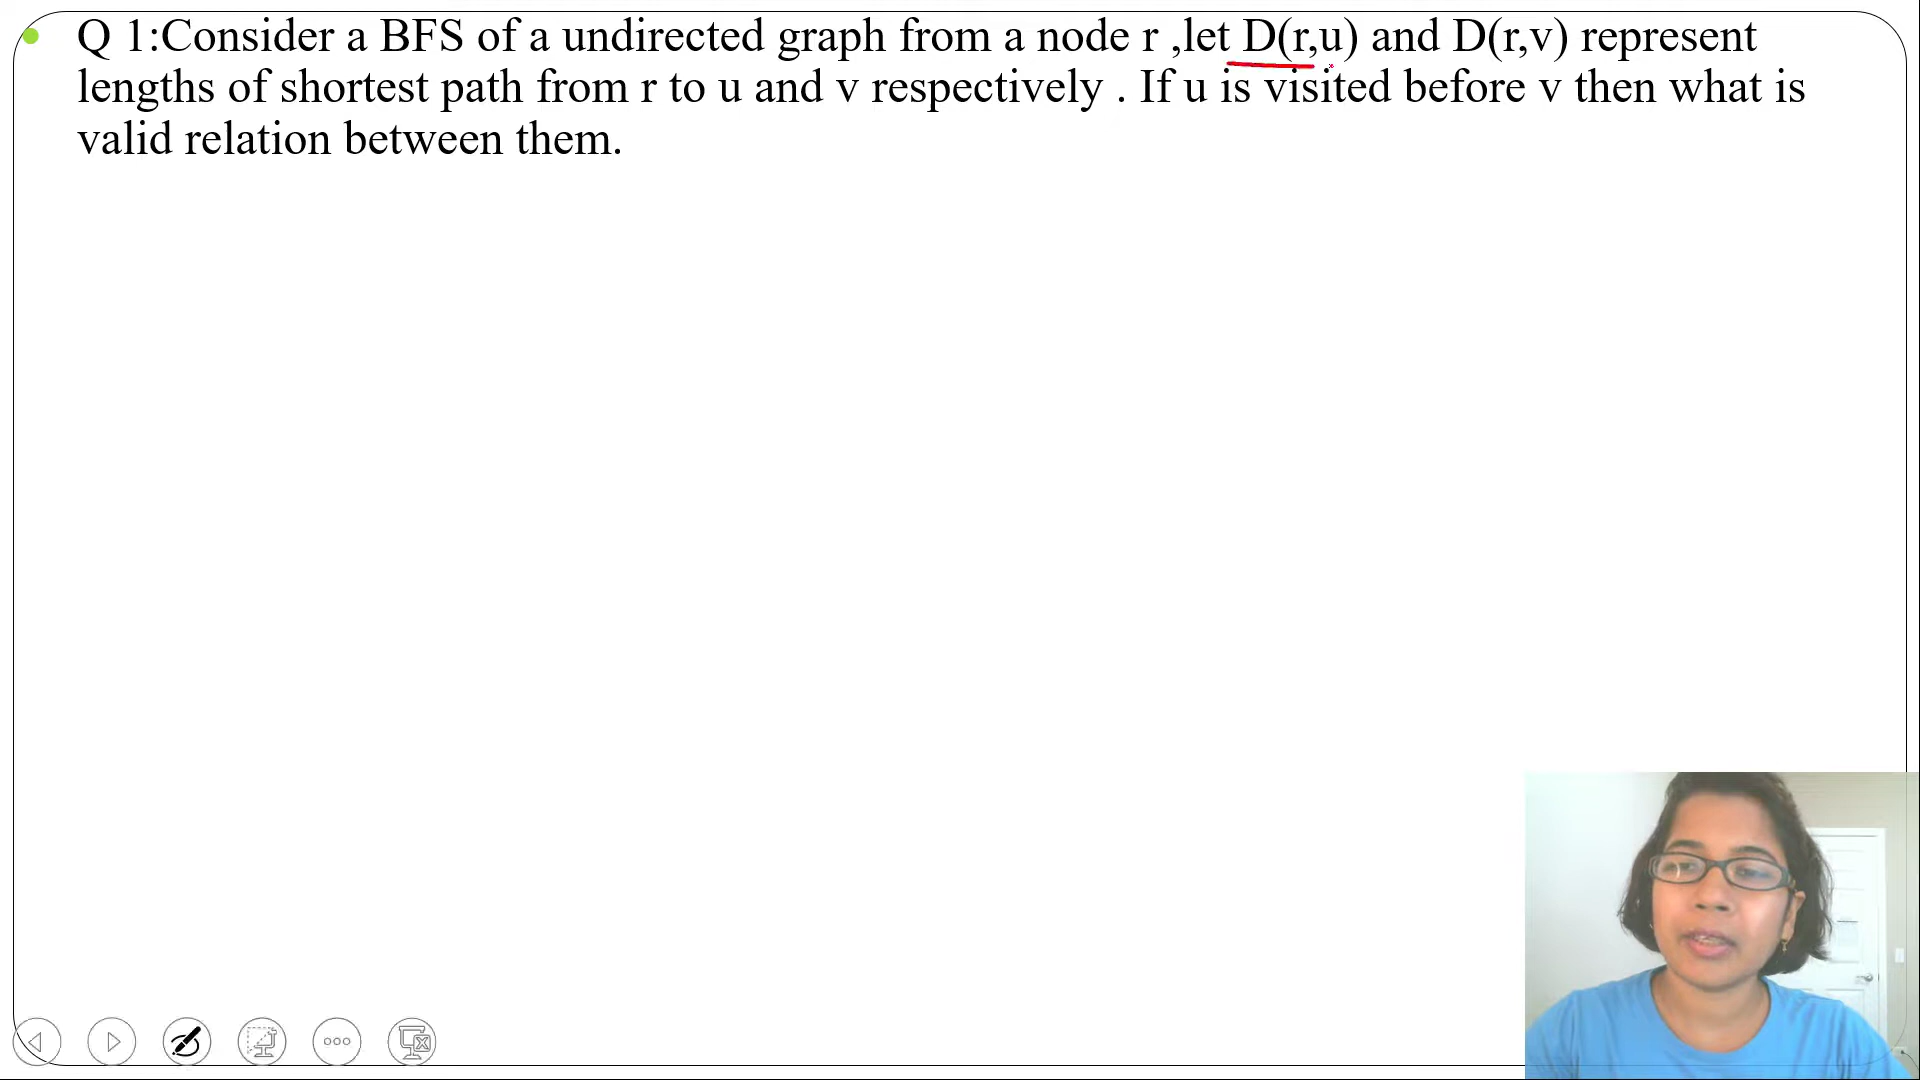 Q 1:Consider a BFS of a undirected graph from a node r ,let D(r,u) and D(r,v) represent
lengths of shortest path from r to u and v respectively . If u is visited before v then what is
valid relation between them.